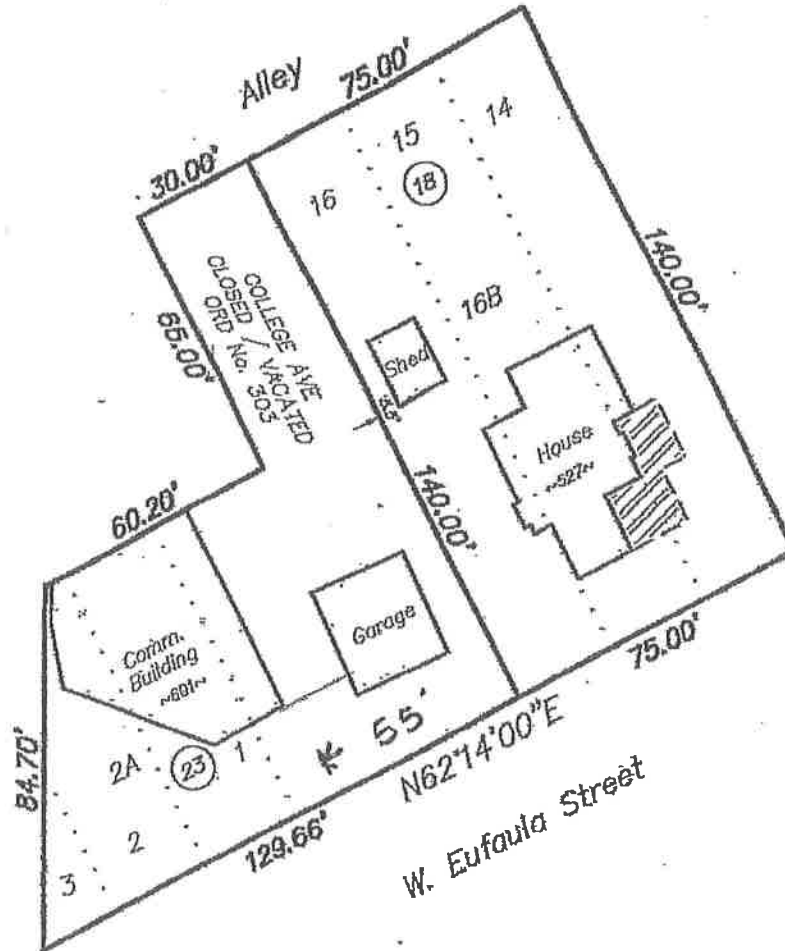 Alley
75.00'
30.00'
14
15
18
16
COLLEGE AVE
CLOSED / VACATED
ORD No. 303
65.00'
140.00'
16B
Shed
House
~527~
140.00'
60.20'
Garage
Comm.
Building
~601~
75.00'
55'
N62°14'00"E
84.70'
2A
23
1
2
3
129.66'
W. Eufaula Street